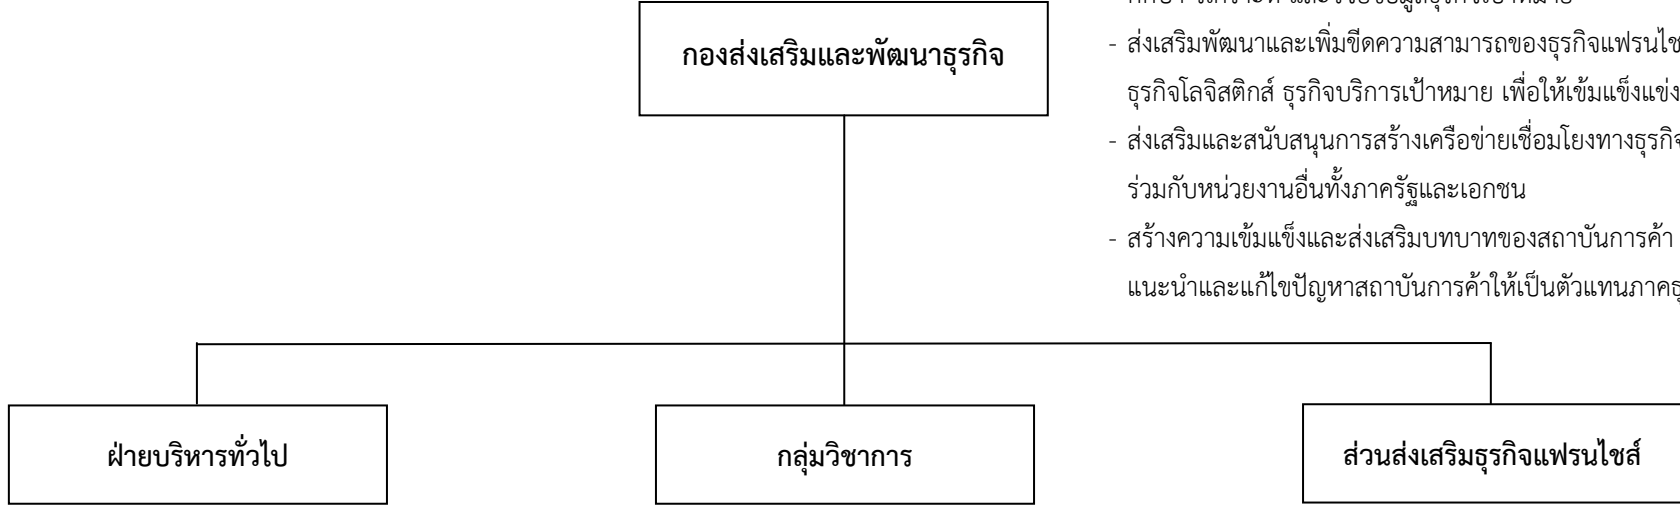 กองส่งเสริมและพัฒนาธุรกิจ
- ส่งเสริมพัฒนาและเพิ่มขีดความสามารถของธุรกิจแฟรนไช
ธุรกิจโลจิสติกส์ ธุรกิจบริการเป้าหมาย เพื่อให้เข้มแข็งแข่ง
- ส่งเสริมและสนับสนุนการสร้างเครือข่ายเชื่อมโยงทางธุรกิจ
ร่วมกับหน่วยงานอื่นทั้งภาครัฐและเอกชน
- สร้างความเข้มแข็งและส่งเสริมบทบาทของสถาบันการค้า
แนะนำและแก้ไขปัญหาสถาบันการค้าให้เป็นตัวแทนภาคธุ
ฝ่ายบริหารทั่วไป
กลุ่มวิชาการ
ส่วนส่งเสริมธุรกิจแฟรนไชส์